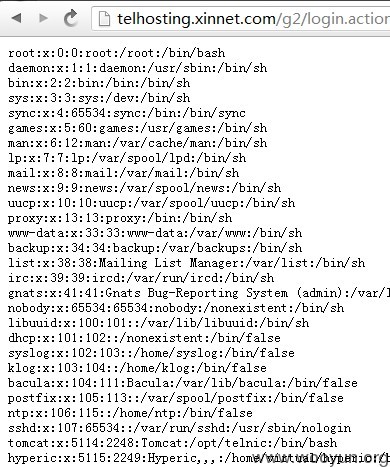 telhosting.xinnet.com/g2/login.action
root:x:0:0:root:/root:/bin/bash
daemon:x:1:1:daemon:/usr/sbin:/bin/sh
bin:x:2:2:bin:/bin:/bin/sh
sys:x:3:3:sys:/dev:/bin/sh
sync:x:4:65534:sync:/bin:/bin/sync
games:x:5:60:games:/usr/games:/bin/sh
man:x:6:12:man:/var/cache/man:/bin/sh
lp:x:7:7:lp:/var/spool/lpd:/bin/sh
mail:x:8:8:mail:/var/mail:/bin/sh
news:x:9:9:news:/var/spool/news:/bin/sh
uucp:x:10:10:uucp:/var/spool/uucp:/bin/sh
proxy:x:13:13:proxy:/bin:/bin/sh
www-data:x:33:33:www-data:/var/www:/bin/sh
backup:x:34:34:backup:/var/backups:/bin/sh
list:x:38:38:Mailing List Manager:/var/list:/bin/sh
irc:x:39:39:ircd:/var/run/ircd:/bin/sh
gnats:x:41:41:Gnats Bug-Reporting System (admin):/var/l
nobody:x:65534:65534:nobody:/nonexistent:/bin/sh
libuuid:x:100:101::/var/lib/libuuid:/bin/sh
dhcp:x:101:102::/nonexistent:/bin/false
syslog:x:102:103::/home/syslog:/bin/false
klog:x:103:104::/home/klog:/bin/false
bacula:x:104:111:Bacula:/var/lib/bacula:/bin/false
postfix:x:105:113::/var/spool/postfix:/bin/false
ntp:x:106:115::/home/ntp:/bin/false
sshd:x:107:65534::/var/run/sshd:/usr/sbin/nologin
tomcat:x:5114:2248:Tomcat:/opt/telnic:/bin/bash
hyperic:x:5115:2249:Hyperic,,,:/home/
www.wooyun.org